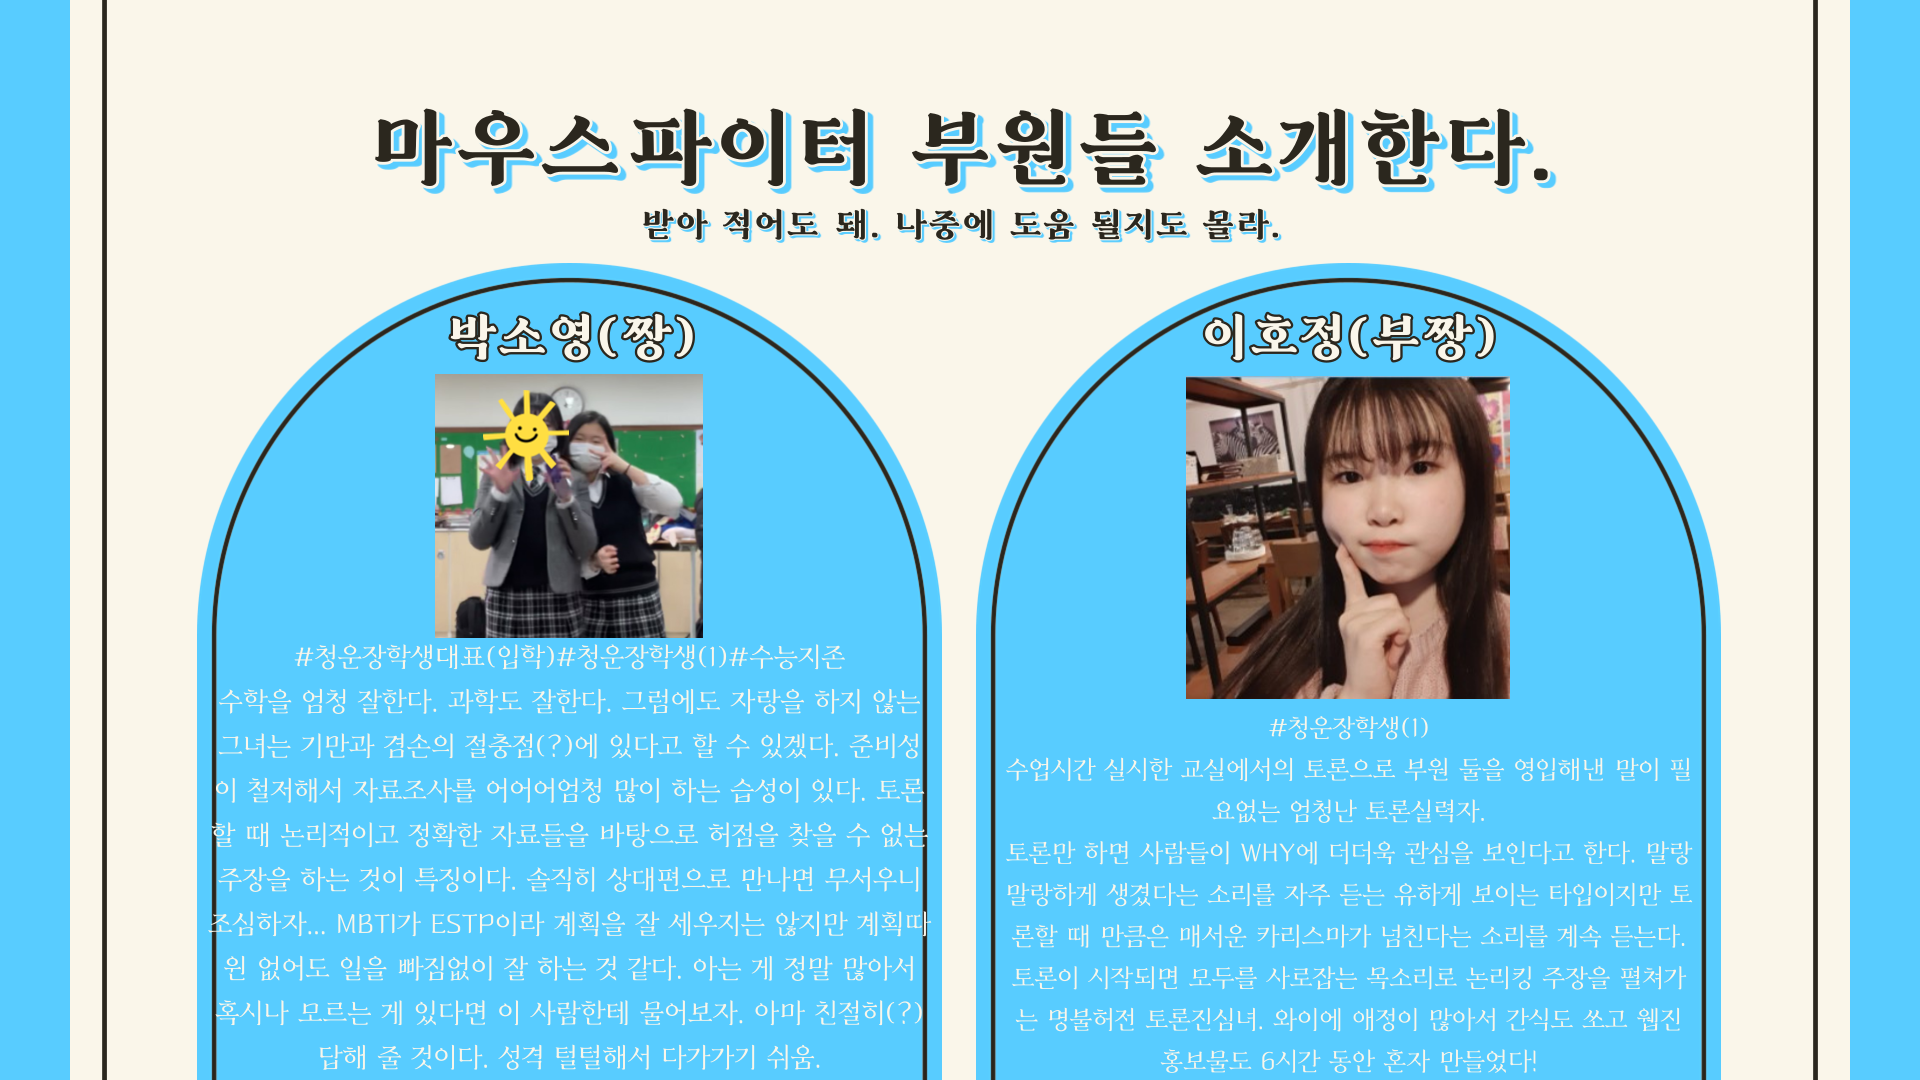 마우스파이터 부원들 소개한다.
받아 적어도 돼. 나중에 도움 될지도 몰라.
박소영(짱)
#청운장학생대표(입학)#청운장학생(1)#수능지존
수학을 엄청 잘한다. 과학도 잘한다. 그럼에도 자랑을 하지 않는
그녀는 기만과 겸손의 절충점(?)에 있다고 할 수 있겠다. 준비성
이 철저해서 자료조사를 어어어엄청 많이 하는 습성이 있다. 토론
할 때 논리적이고 정확한 자료들을 바탕으로 허점을 찾을 수 없는
주장을 하는 것이 특징이다. 솔직히 상대편으로 만나면 무서우니
조심하자... MBTI가 ESTP이라 계획을 잘 세우지는 않지만 계획따
윈 없어도 일을 빠짐없이 잘 하는 것 같다. 아는 게 정말 많아서
혹시나 모르는 게 있다면 이 사람한테 물어보자. 아마 친절히(?)
답해 줄 것이다. 성격 털털해서 다가가기 쉬움.
이호정(부짱)
#청운장학생(1)
수업시간 실시한 교실에서의 토론으로 부원 둘을 영입해낸 말이 필
요없는 엄청난 토론실력자.
토론만 하면 사람들이 WHY에 더더욱 관심을 보인다고 한다. 말랑
말랑하게 생겼다는 소리를 자주 듣는 유하게 보이는 타입이지만 토
론할 때 만큼은 매서운 카리스마가 넘친다는 소리를 계속 듣는다.
토론이 시작되면 모두를 사로잡는 목소리로 논리킹 주장을 펼쳐가
는 명불허전 토론진심녀. 와이에 애정이 많아서 간식도 쏘고 웹진
홍보물도 6시간 동안 혼자 만들었다!